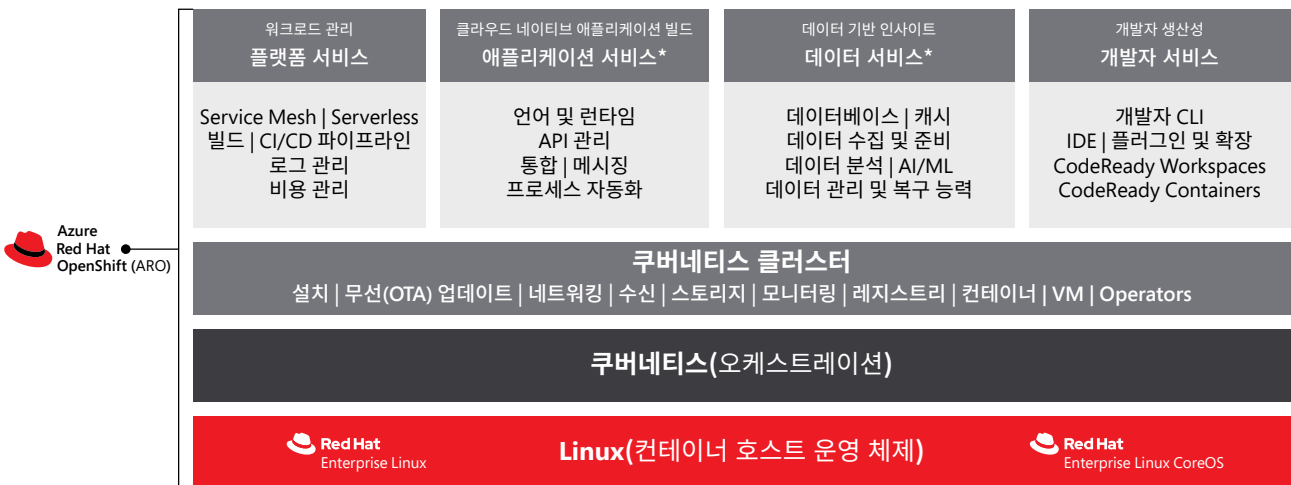 워크로드 관리
플랫폼 서비스
Service Mesh | Serverless
빌드 | CI/CD 파이프라인
로그 관리
비용 관리
클라우드 네이티브 애플리케이션 빌드
애플리케이션 서비스*
언어 및 런타임
API 관리
통합 | 메시징
프로세스 자동화
데이터 기반 인사이트
데이터 서비스*
데이터베이스 | 캐시
데이터 수집 및 준비
데이터 분석 | AI/ML
데이터 관리 및 복구 능력
개발자 생산성
개발자 서비스
개발자 CLI
IDE | 플러그인 및 확장
CodeReady Workspaces
CodeReady Containers
Azure
Red Hat
OpenShift (ARO)
쿠버네티스 클러스터
설치 | 무선(OTA) 업데이트 | 네트워킹 | 수신 | 스토리지 | 모니터링 | 레지스트리 | 컨테이너 | VM | Operators
쿠버네티스(오케스트레이션)
Red Hat
Enterprise Linux
Linux(컨테이너 호스트 운영 체제)
Red Hat
Enterprise Linux CoreOS